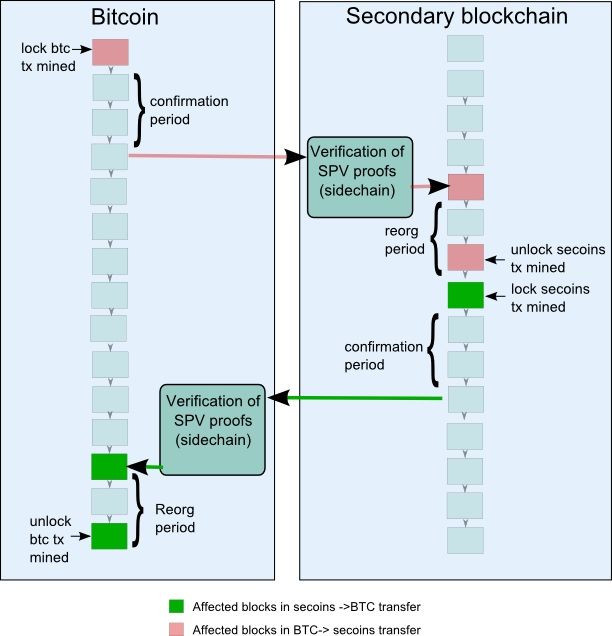 Bitcoin
lock btc
tx mined
confirmation
period
Verification of
SPV proofs
(sidechain)
Reorg
period
unlock
btc tx
mined
Secondary blockchain
Verification of
SPV proofs
(sidechain)
reorg
period
unlock secoins
tx mined
lock secoins
tx mined
confirmation
period
Affected blocks in secoins ->BTC transfer
Affected blocks in BTC-> secoins transfer